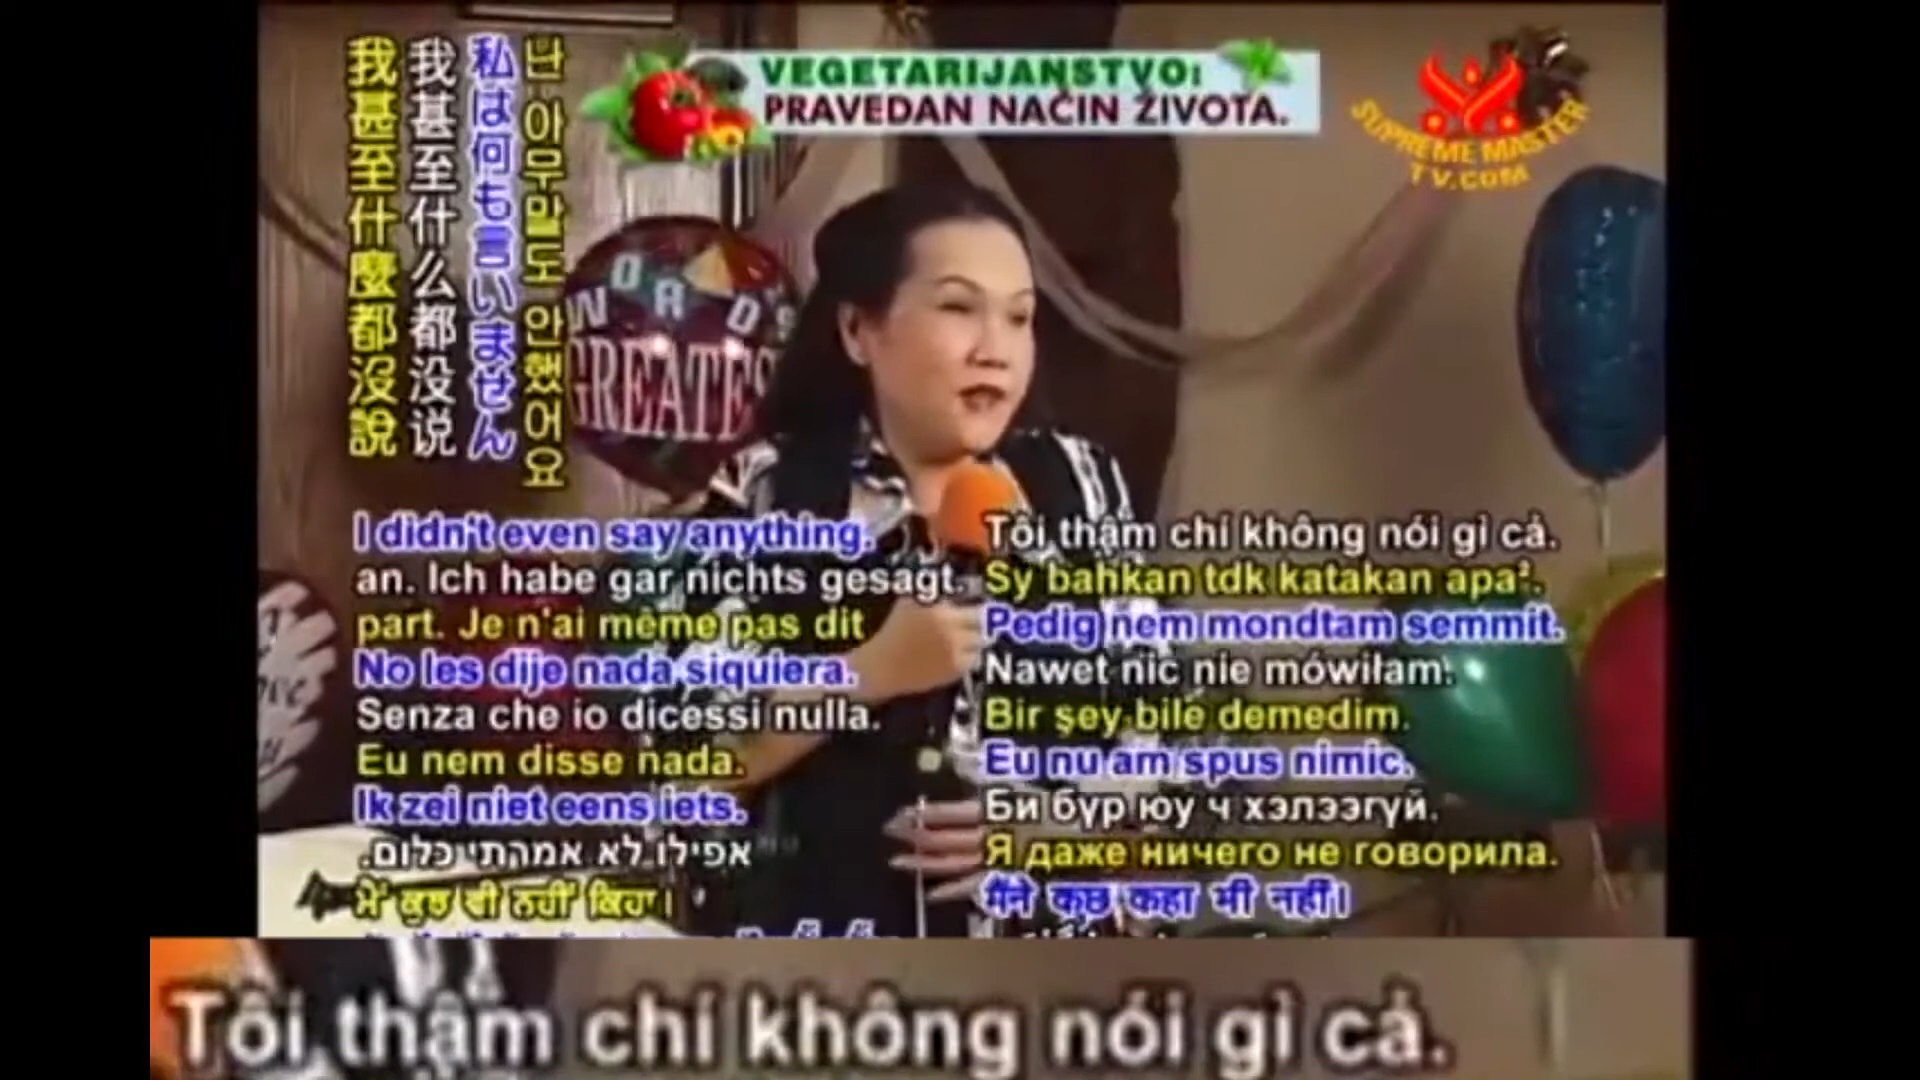 我甚至什麼都沒說
我甚至什么都没说
私は何も言いません
난 아무말도 안했어요
VEGETARIJANSTVO:
PRAVEDAN NAČIN ŽIVOTA.
SUPREME MASTER
TV.COM
WORLD'S
GREATEST
I didn't even say anything.
an. Ich habe gar nichts gesagt.
part. Je n'ai même pas dit
No les dije nada siquiera.
Senza che io dicessi nulla.
Eu nem disse nada.
Ik zei niet eens iets.
אפילו לא אמרתי כלום.
ਮੈਂ ਕੁਝ ਵੀ ਨਹੀਂ ਕਿਹਾ।
Tôi thậm chí không nói gì cả.
Sy bahkan tdk katakan apa².
Pedig nem mondtam semmit.
Nawet nic nie mówiłam.
Bir şey bile demedim.
Eu nu am spus nimic.
Би бүр юу ч хэлээгүй.
Я даже ничего не говорила.
मैंने कुछ कहा भी नहीं।
Tôi thậm chí không nói gì cả.